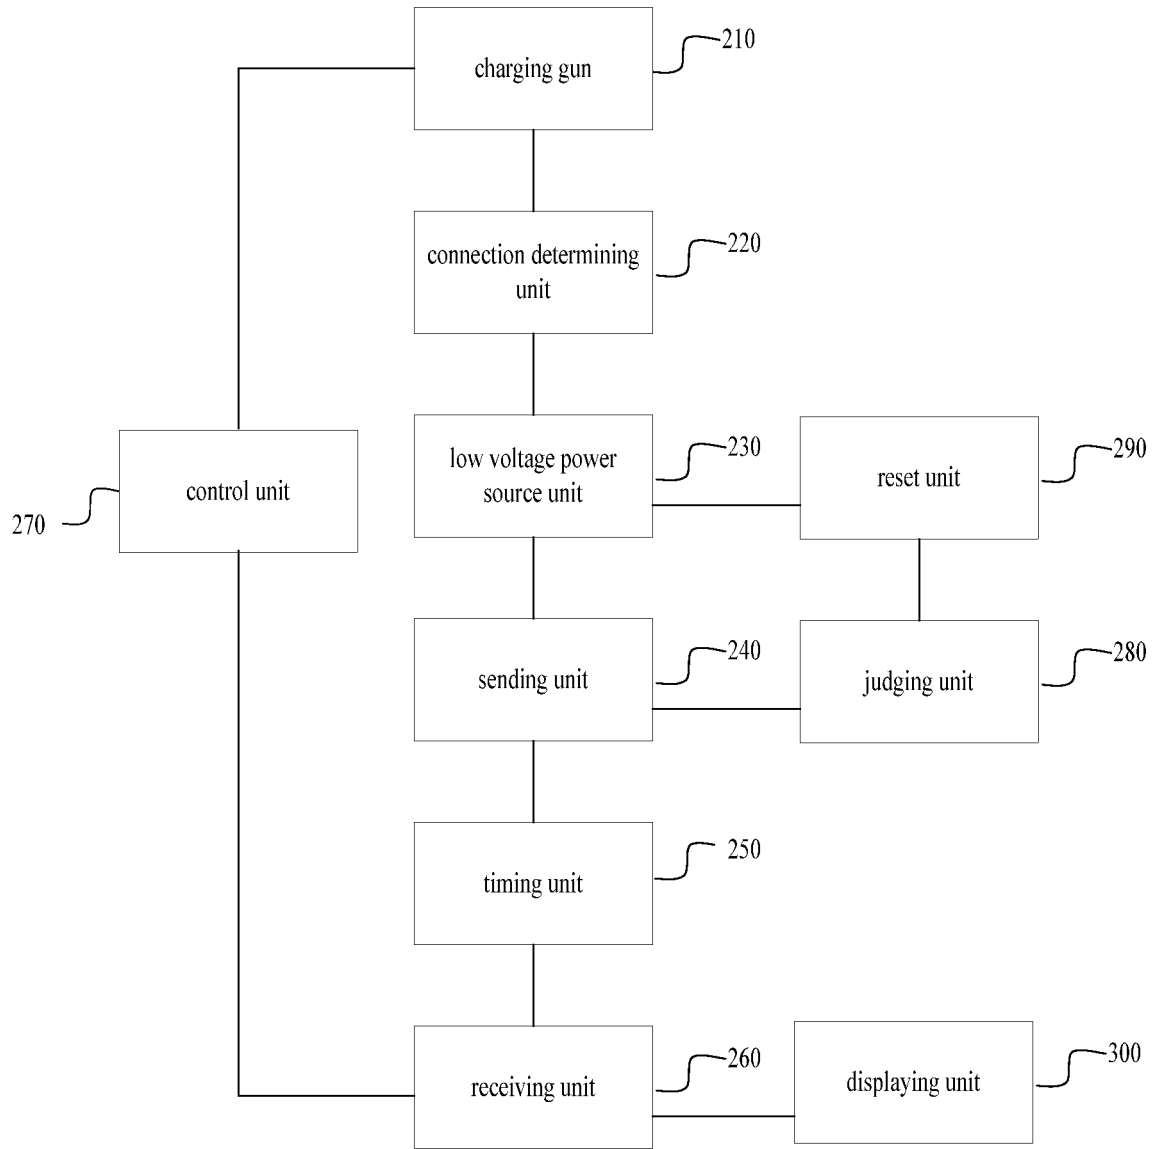 charging gun
210
connection determining
unit
220
low voltage power
source unit
230
reset unit
290
control unit
270
sending unit
240
judging unit
280
timing unit
250
receiving unit
260
displaying unit
300